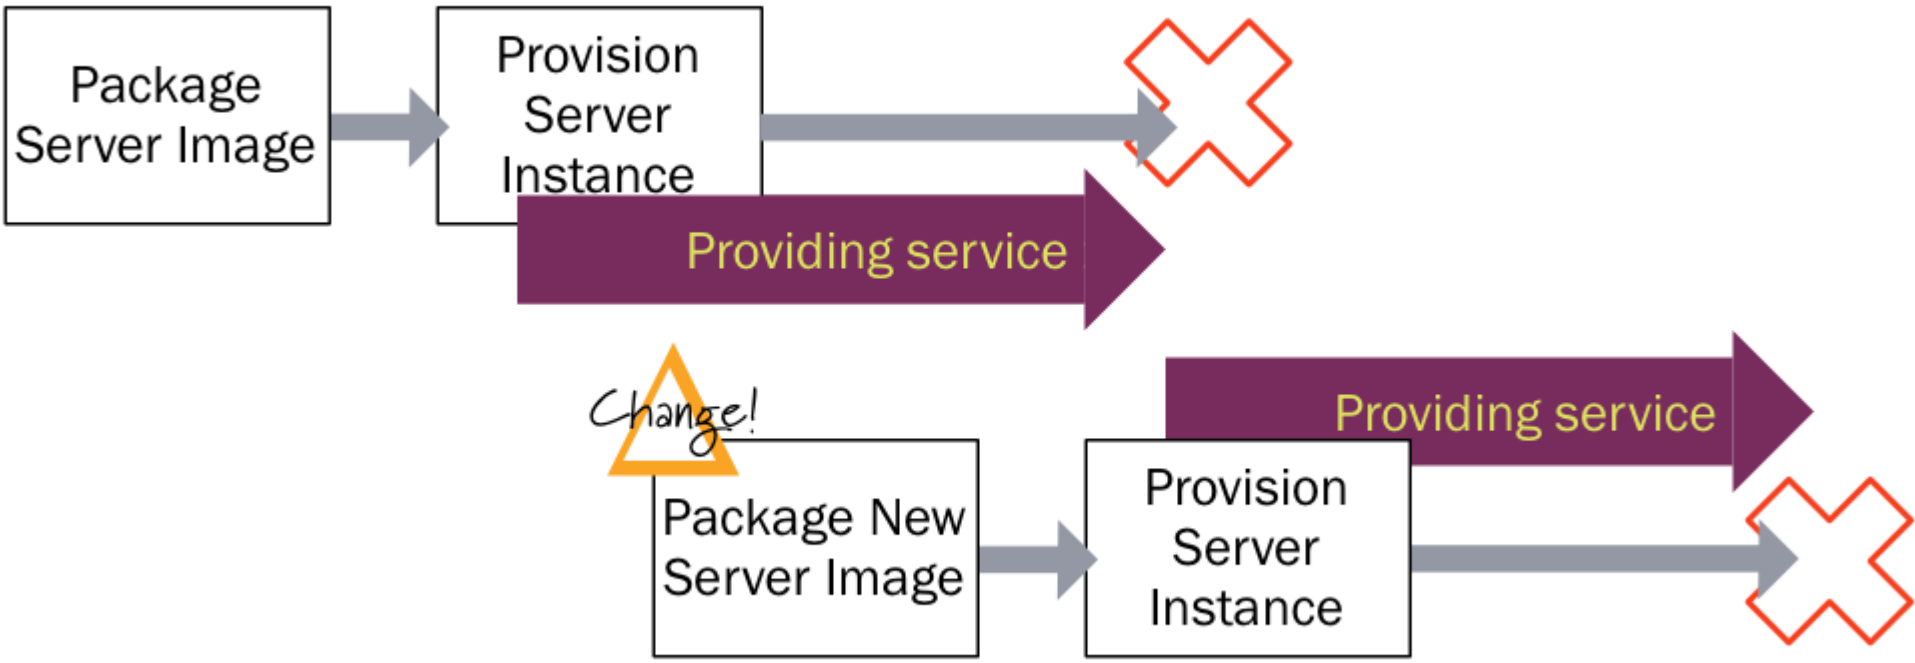 Package
Server Image
Provision
Server
Instance
Providing service
Change!
Providing service
Package New
Server Image
Provision
Server
Instance